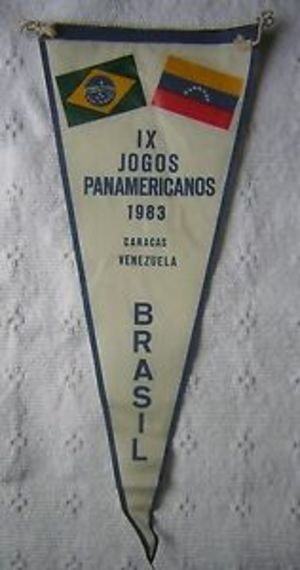 IX
JOGOS
PANAMERICANOS
1983
CARACAS
VENEZUELA
BRASIL